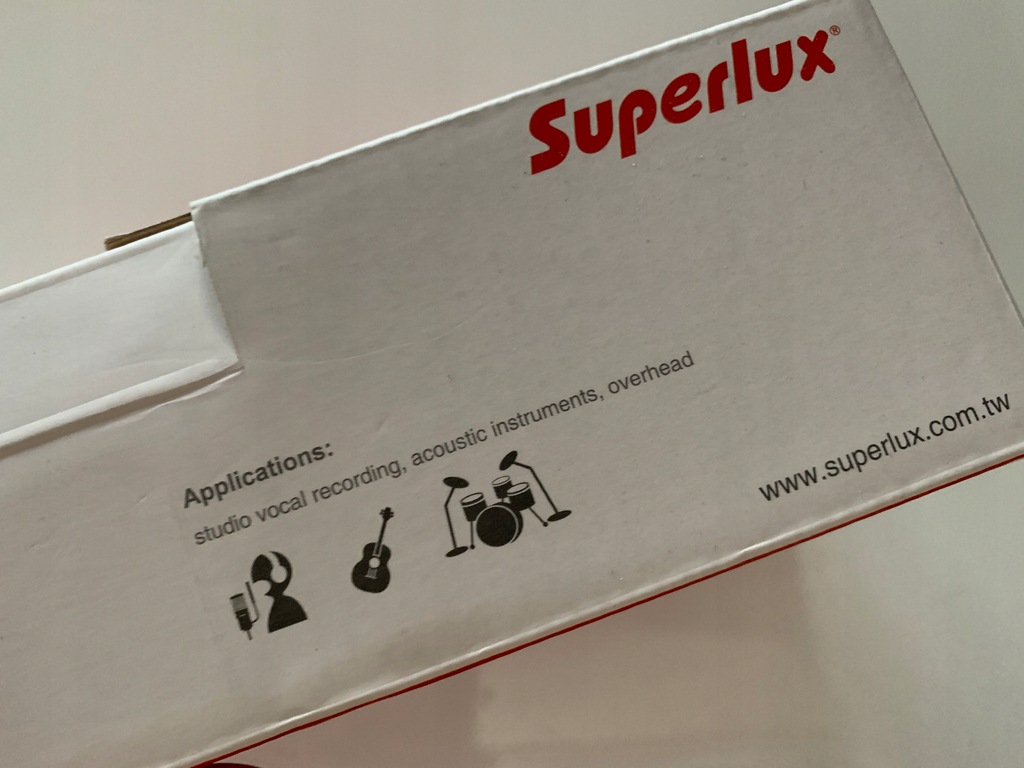 Superlux®
Applications:
studio vocal recording, acoustic instruments, overhead
www.superlux.com.tw